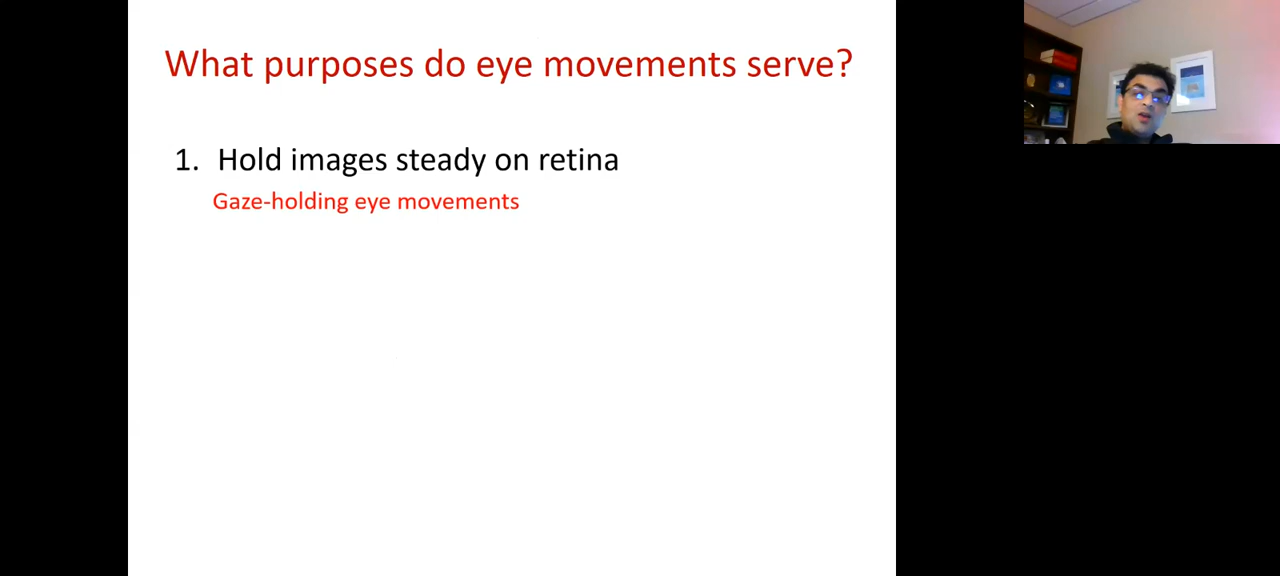 What purposes do eye movements serve?
1. Hold images steady on retina
Gaze-holding eye movements